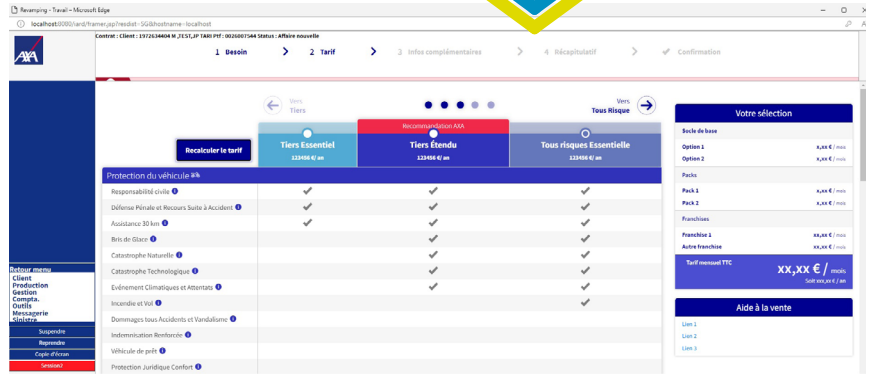 Revamping - Travail - Microsoft Edge
localhost:8080/iard/framer.jsp?resdist=SG&hostname=localhost
Contrat : Client : 1972634404 M ,TEST,JP TARI Ptf : 0026007544 Status : Affaire nouvelle
AXA
1 Besoin
2 Tarif
3 Infos complémentaires
4 Récapitulatif
Confirmation
Vers
Tiers
Vers
Tous Risque
Recommandation AXA
Recalculer le tarif
Tiers Essentiel
123456 €/ an
Tiers Étendu
123456 €/ an
Tous risques Essentielle
123456 €/ an
Protection du véhicule
Responsabilité civile
Défense Pénale et Recours Suite à Accident
Assistance 30 km
Bris de Glace
Catastrophe Naturelle
Catastrophe Technologique
Evénement Climatiques et Attentats
Incendie et Vol
Dommages tous Accidents et Vandalisme
Indemnisation Renforcée
Véhicule de prêt
Protection Juridique Confort
Votre sélection
Socle de base
Option 1 x,xx € / mois
Option 2 x,xx € / mois
Packs
Pack 1 x,xx € / mois
Pack 2 x,xx € / mois
Franchises
Franchise 1 xx,xx € / mois
Autre franchise xx,xx € / mois
Tarif mensuel TTC
xx,xx € / mois
Soit xxx,xx € / an
Aide à la vente
Lien 1
Lien 2
Lien 3
Retour menu
Client
Production
Gestion
Compta.
Outils
Messagerie
Sinistre
Suspendre
Reprendre
Copie d'écran
Session2